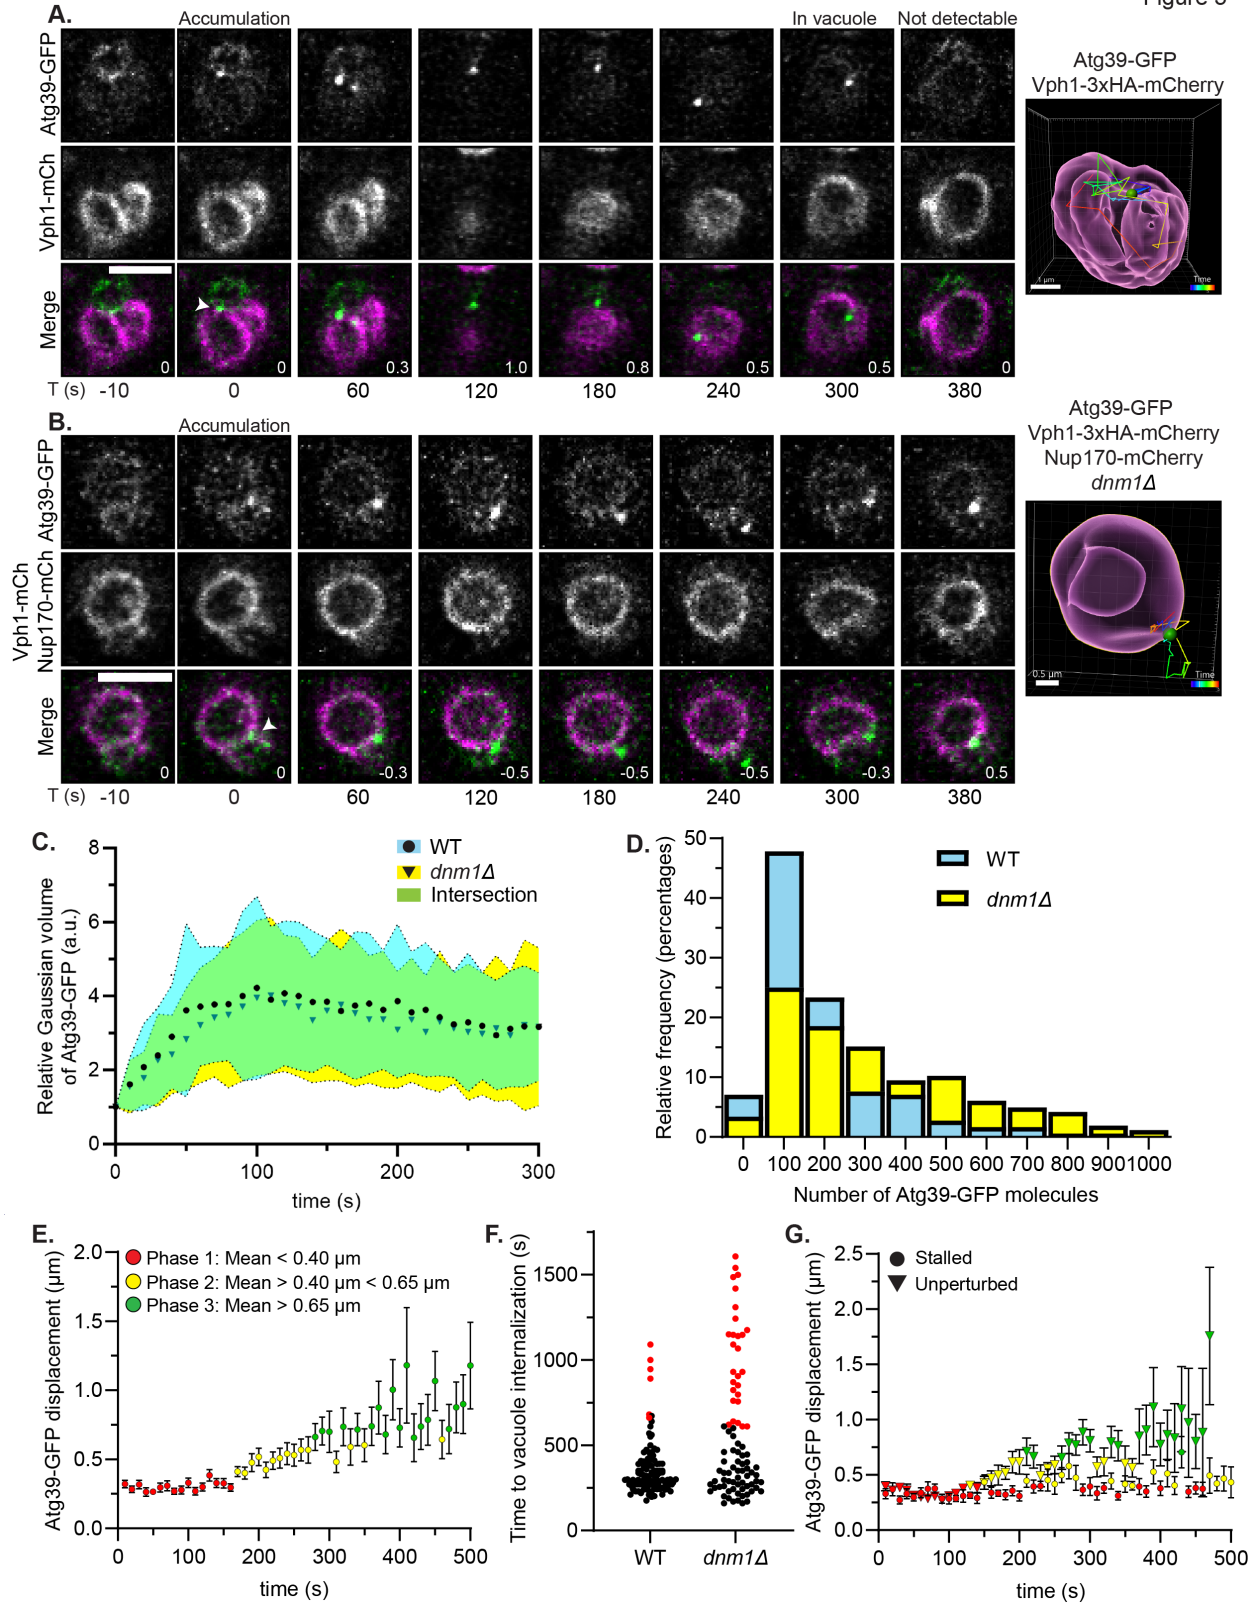 Figure 3
A.
Accumulation
In vacuole
Not detectable
Atg39-GFP
Vph1-3xHA-mCherry
Atg39-GFP
Vph1-mCh
Merge
0
0
0.3
1.0
0.8
0.5
0.5
0
T (s)
-10
0
60
120
180
240
300
380
1 µm
Time
B.
Accumulation
Atg39-GFP
Vph1-3xHA-mCherry
Nup170-mCherry
dnm1Δ
Atg39-GFP
Vph1-mCh
Nup170-mCh
Merge
0
0
-0.3
-0.5
-0.5
-0.5
-0.3
0.5
T (s)
-10
0
60
120
180
240
300
380
0.5 µm
Time
C.
WT
dnm1Δ
Intersection
Relative Gaussian volume
of Atg39-GFP (a.u.)
8
6
4
2
0
0
100
200
300
time (s)
D.
WT
dnm1Δ
Relative frequency (percentages)
50
40
30
20
10
0
0
100
200
300
400
500
600
700
800
900
1000
Number of Atg39-GFP molecules
E.
Phase 1: Mean < 0.40 µm
Phase 2: Mean > 0.40 µm < 0.65 µm
Phase 3: Mean > 0.65 µm
Atg39-GFP displacement (µm)
2.0
1.5
1.0
0.5
0.0
0
100
200
300
400
500
time (s)
F.
Time to vacuole internalization (s)
1500
1000
500
0
WT
dnm1Δ
G.
Stalled
Unperturbed
Atg39-GFP displacement (µm)
2.5
2.0
1.5
1.0
0.5
0.0
0
100
200
300
400
500
time (s)